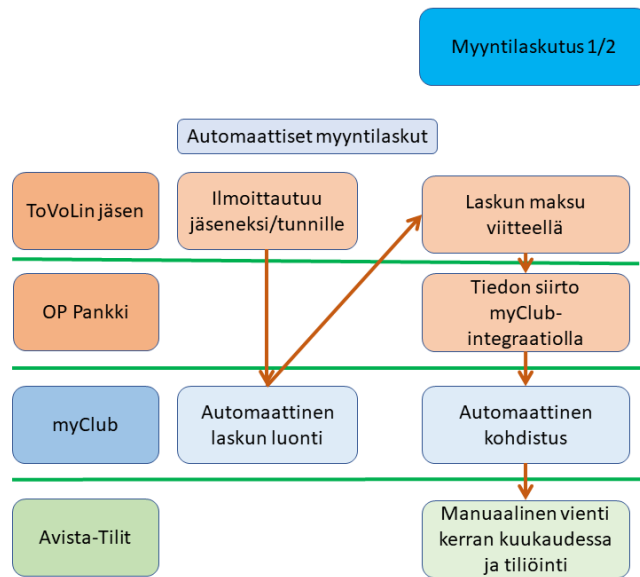 Myyntilaskutus 1/2
Automaattiset myyntilaskut
ToVoLin jäsen
Ilmoittautuu
jäseneksi/tunnille
Laskun maksu
viitteellä
OP Pankki
Tiedon siirto
myClub-
integraatiolla
myClub
Automaattinen
laskun luonti
Automaattinen
kohdistus
Avista-Tilit
Manuaalinen vienti
kerran kuukaudessa
ja tiliöinti